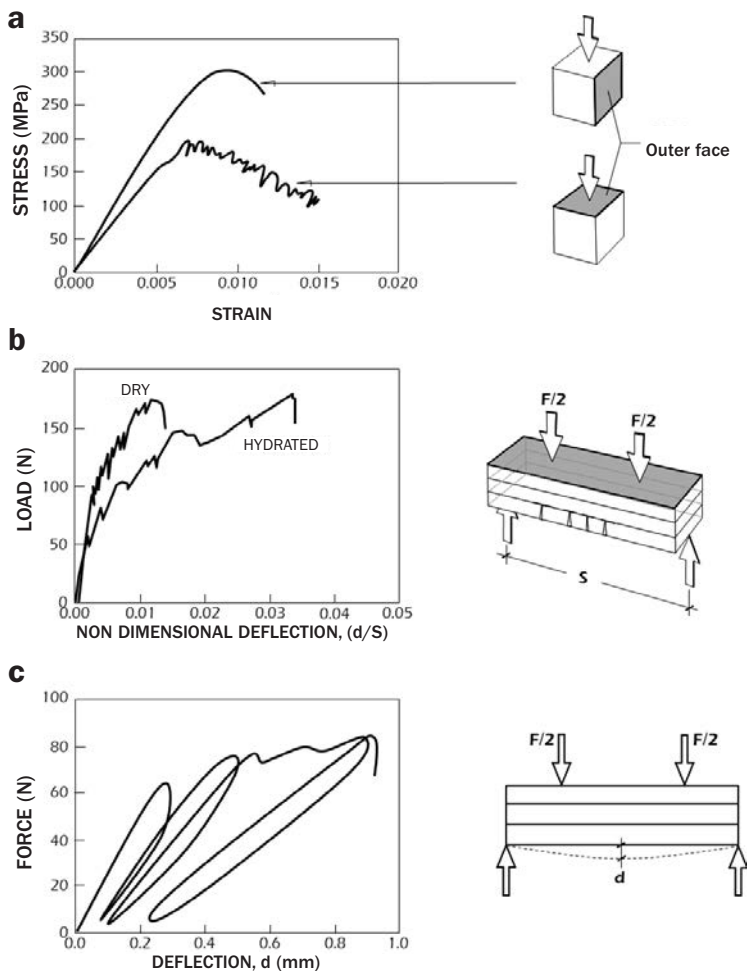 a
350
300
250
200
150
100
50
0
STRESS (MPa)
0.000 0.005 0.010 0.015 0.020
STRAIN
Outer face
b
200
150
100
50
0
LOAD (N)
DRY
HYDRATED
0.00 0.01 0.02 0.03 0.04 0.05
NON DIMENSIONAL DEFLECTION, (d/S)
F/2
F/2
S
c
100
80
60
40
20
0
FORCE (N)
0.0 0.2 0.4 0.6 0.8 1.0
DEFLECTION, d (mm)
F/2 F/2
d